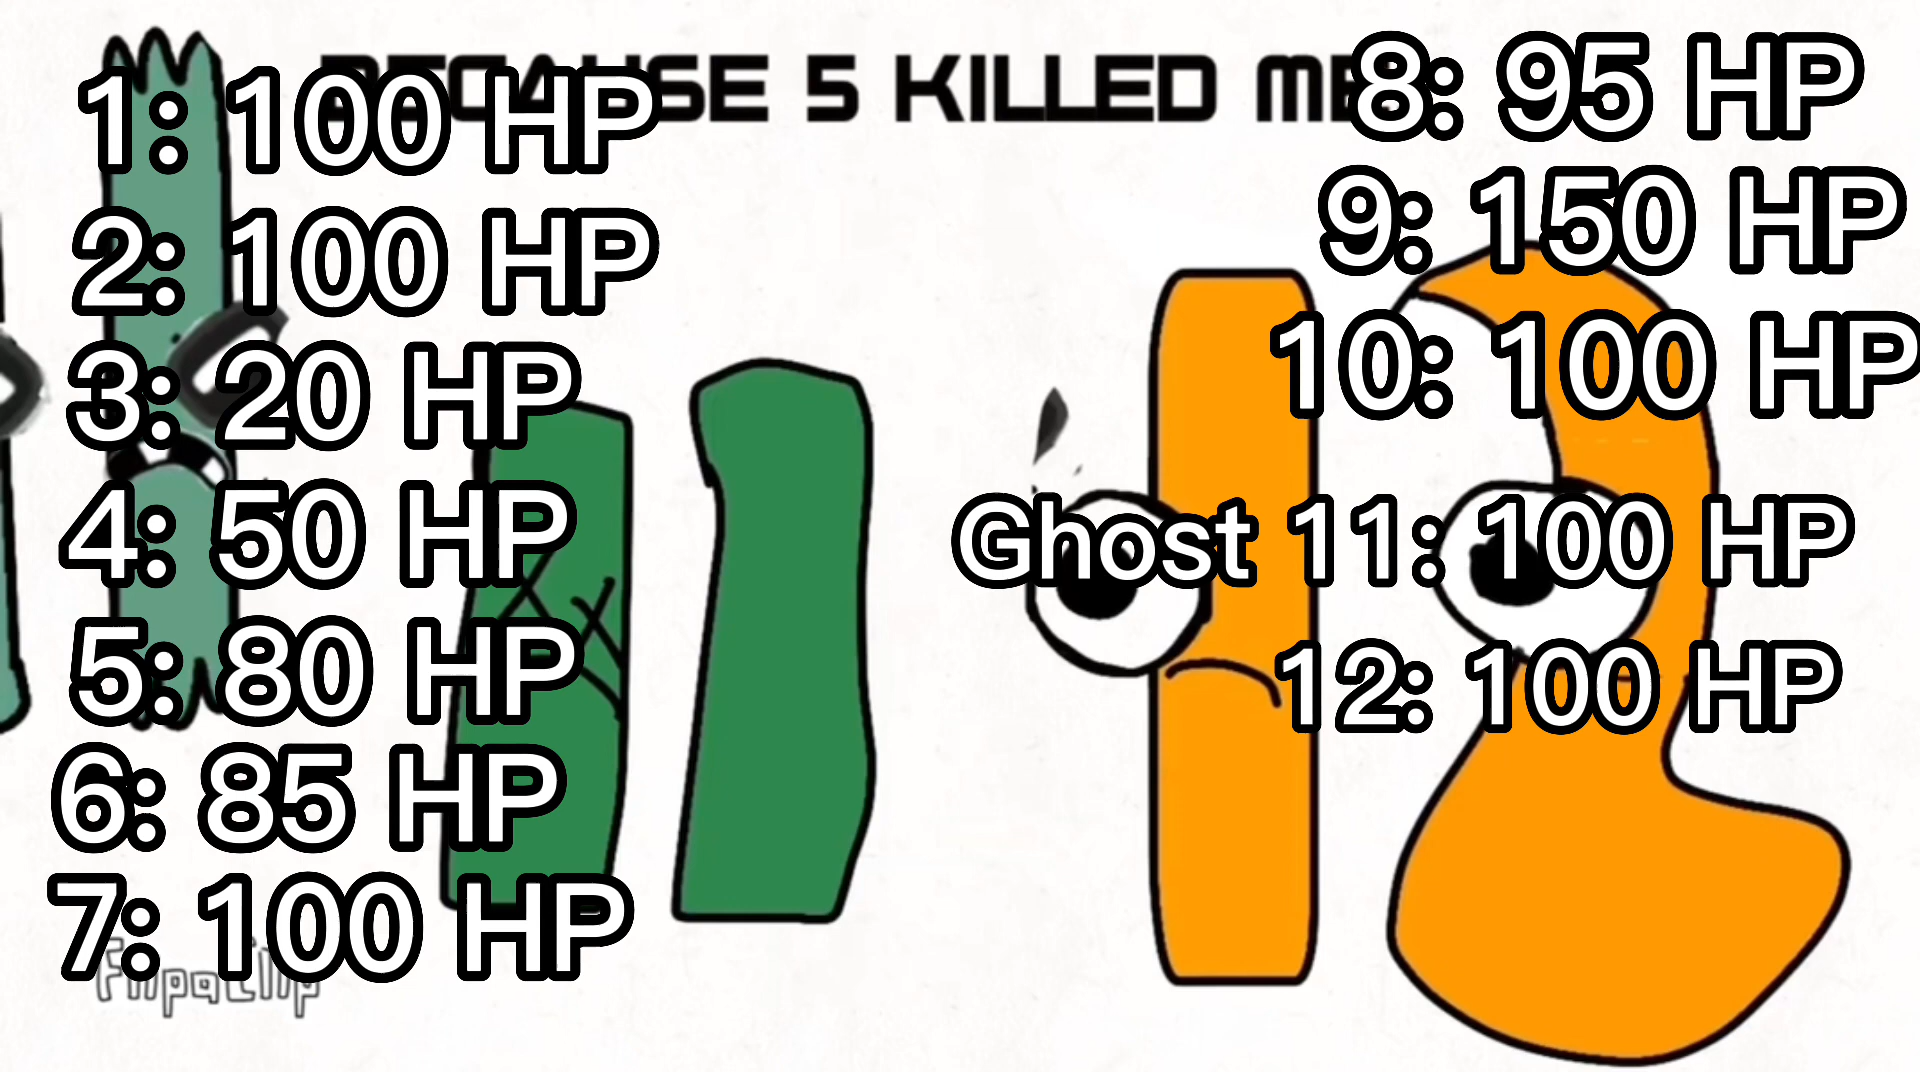 BECAUSE 5 KILLED ME
1: 100 HP
2: 100 HP
3: 20 HP
4: 50 HP
5: 80 HP
6: 85 HP
7: 100 HP
8: 95 HP
9: 150 HP
10: 100 HP
Ghost 11: 100 HP
12: 100 HP
FlipaClip